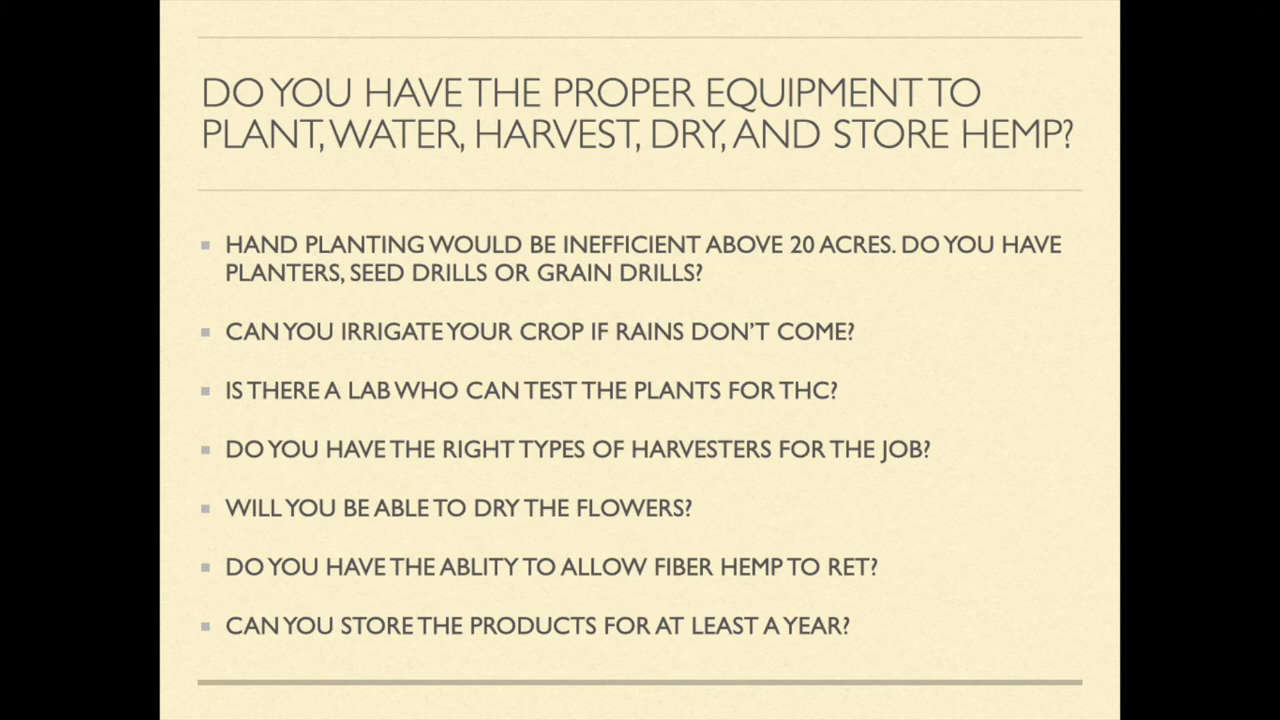 DO YOU HAVE THE PROPER EQUIPMENT TO
PLANT, WATER, HARVEST, DRY, AND STORE HEMP?
HAND PLANTING WOULD BE INEFFICIENT ABOVE 20 ACRES. DO YOU HAVE
PLANTERS, SEED DRILLS OR GRAIN DRILLS?
CAN YOU IRRIGATE YOUR CROP IF RAINS DON'T COME?
IS THERE A LAB WHO CAN TEST THE PLANTS FOR THC?
DO YOU HAVE THE RIGHT TYPES OF HARVESTERS FOR THE JOB?
WILL YOU BE ABLE TO DRY THE FLOWERS?
DO YOU HAVE THE ABLITY TO ALLOW FIBER HEMP TO RET?
CAN YOU STORE THE PRODUCTS FOR AT LEAST A YEAR?